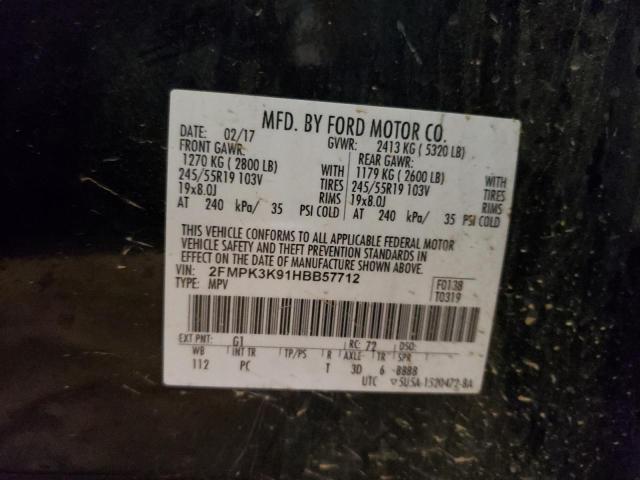 MFD. BY FORD MOTOR CO.
02/17 GVWR: 2413 KG ( 5320 LB)
FRONT GAWR: REAR GAWR:
1270 KG ( 2800 LB) WITH 1179 KG ( 2600 LB) WITH
245/55R19 103V TIRES 245/55R19 103V TIRES
19x8.0J RIMS 19x8.0J RIMS
AT 240 kPa/ 35 PSI COLD AT 240 kPa/ 35 PSI COLD
THIS VEHICLE CONFORMS TO ALL APPLICABLE FEDERAL MOTOR
VEHICLE SAFETY AND THEFT PREVENTION STANDARDS IN
EFFECT ON THE DATE OF MANUFACTURE SHOWN ABOVE.
VIN: 2FMPK3K91HBB57712 F0138
TYPE: MPV T0319
EXT PNT: G1 RC: 72 DSO:
WB INT TR TP/PS R AXLE TR SPR
112 PC T 3D 6 BBBB
UTC ▽5U5A-1520472-BA